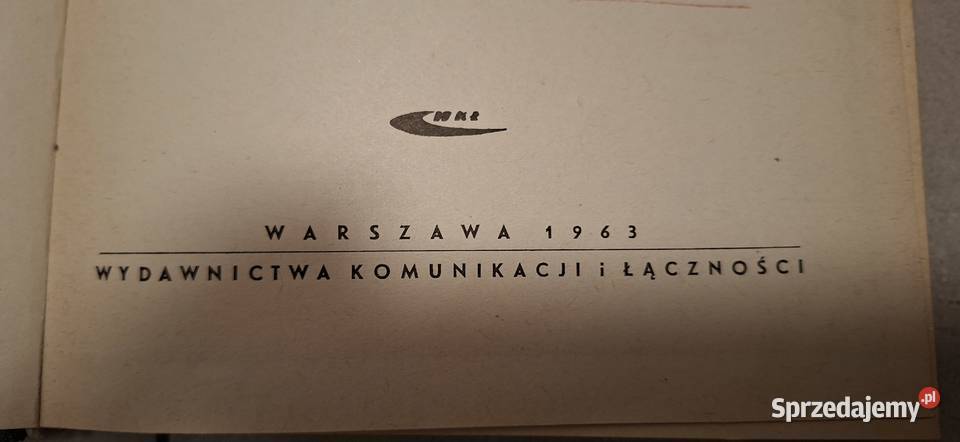 WKŁ
WARSZAWA 1963
WYDAWNICTWA KOMUNIKACJI i ŁĄCZNOŚCI
Sprzedajemy.pl